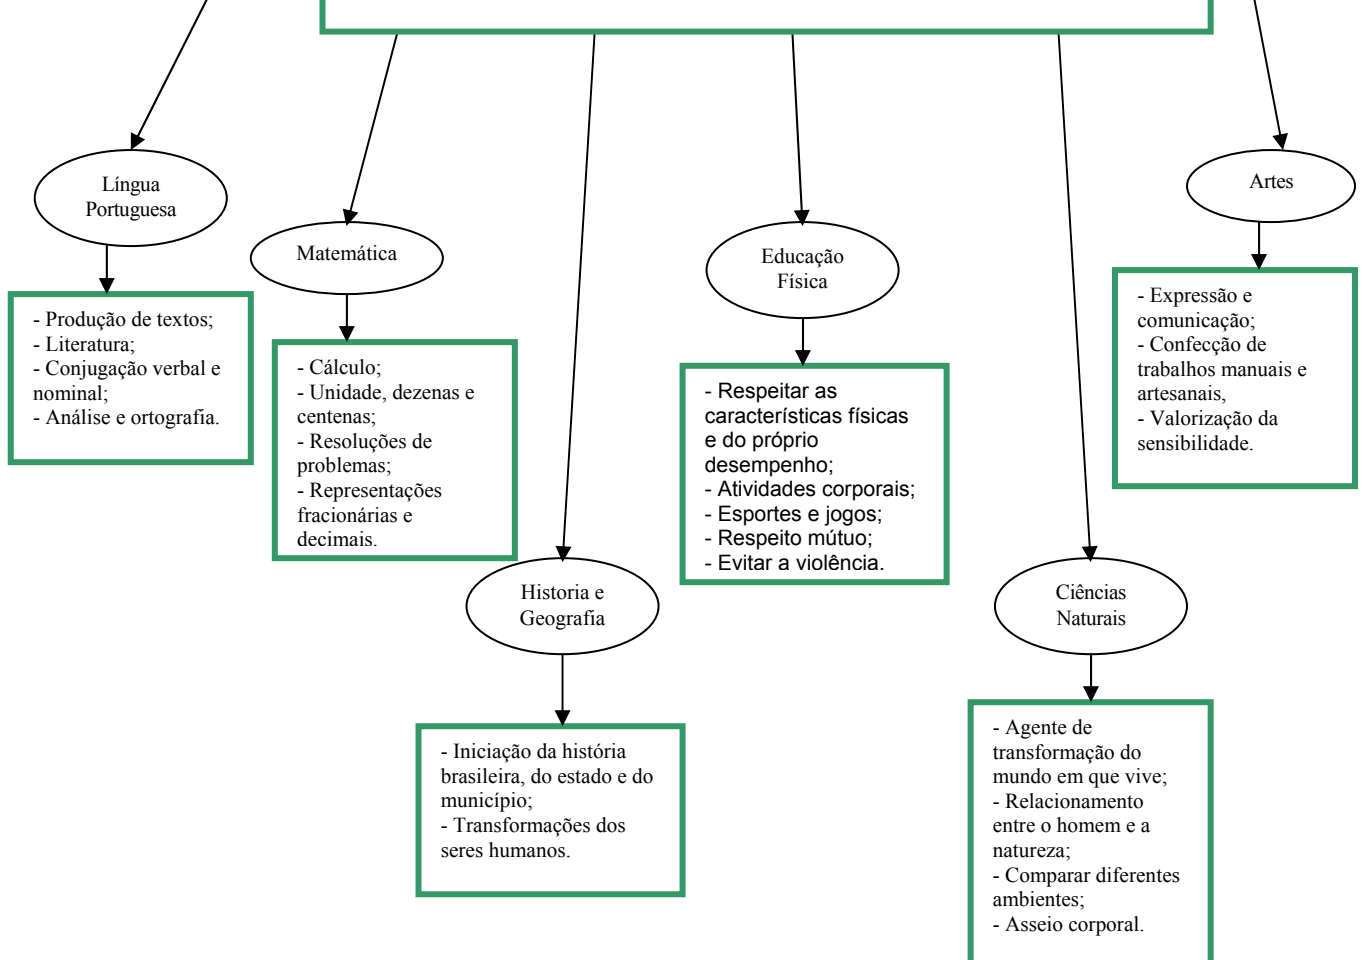 Língua
Portuguesa
- Produção de textos;
- Literatura;
- Conjugação verbal e
nominal;
- Análise e ortografia.
Matemática
- Cálculo;
- Unidade, dezenas e
centenas;
- Resoluções de
problemas;
- Representações
fracionárias e
decimais.
Historia e
Geografia
- Iniciação da história
brasileira, do estado e do
município;
- Transformações dos
seres humanos.
Educação
Física
- Respeitar as
características físicas
e do próprio
desempenho;
- Atividades corporais;
- Esportes e jogos;
- Respeito mútuo;
- Evitar a violência.
Ciências
Naturais
- Agente de
transformação do
mundo em que vive;
- Relacionamento
entre o homem e a
natureza;
- Comparar diferentes
ambientes;
- Asseio corporal.
Artes
- Expressão e
comunicação;
- Confecção de
trabalhos manuais e
artesanais,
- Valorização da
sensibilidade.